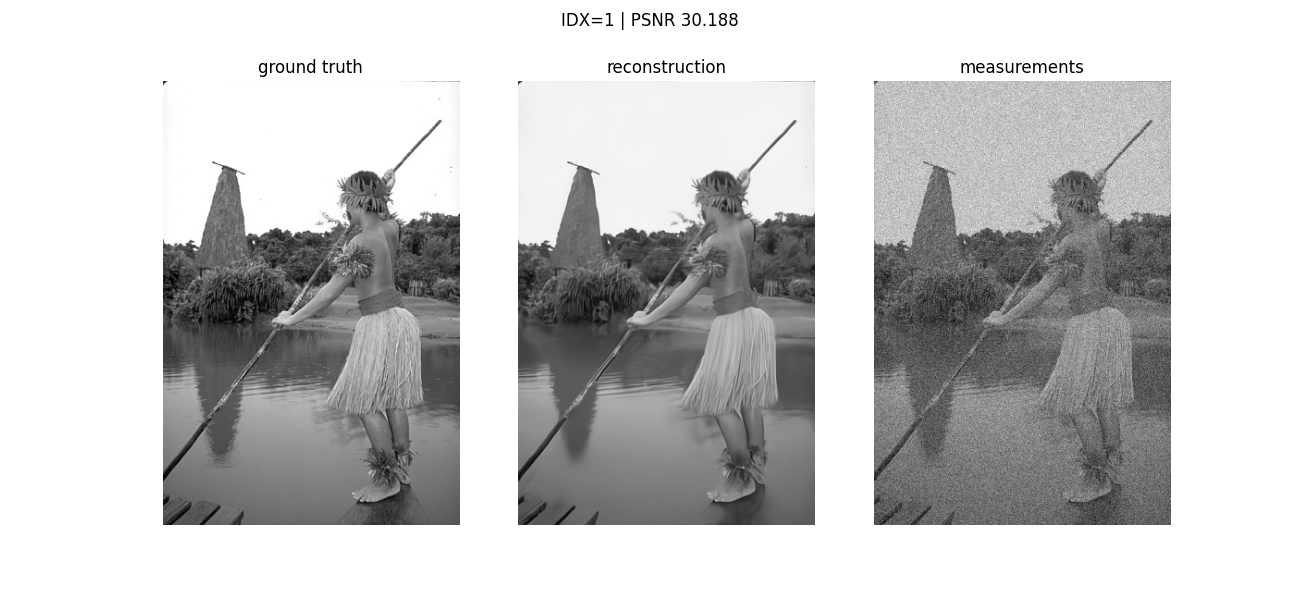 IDX=1 | PSNR 30.188
ground truth
reconstruction
measurements